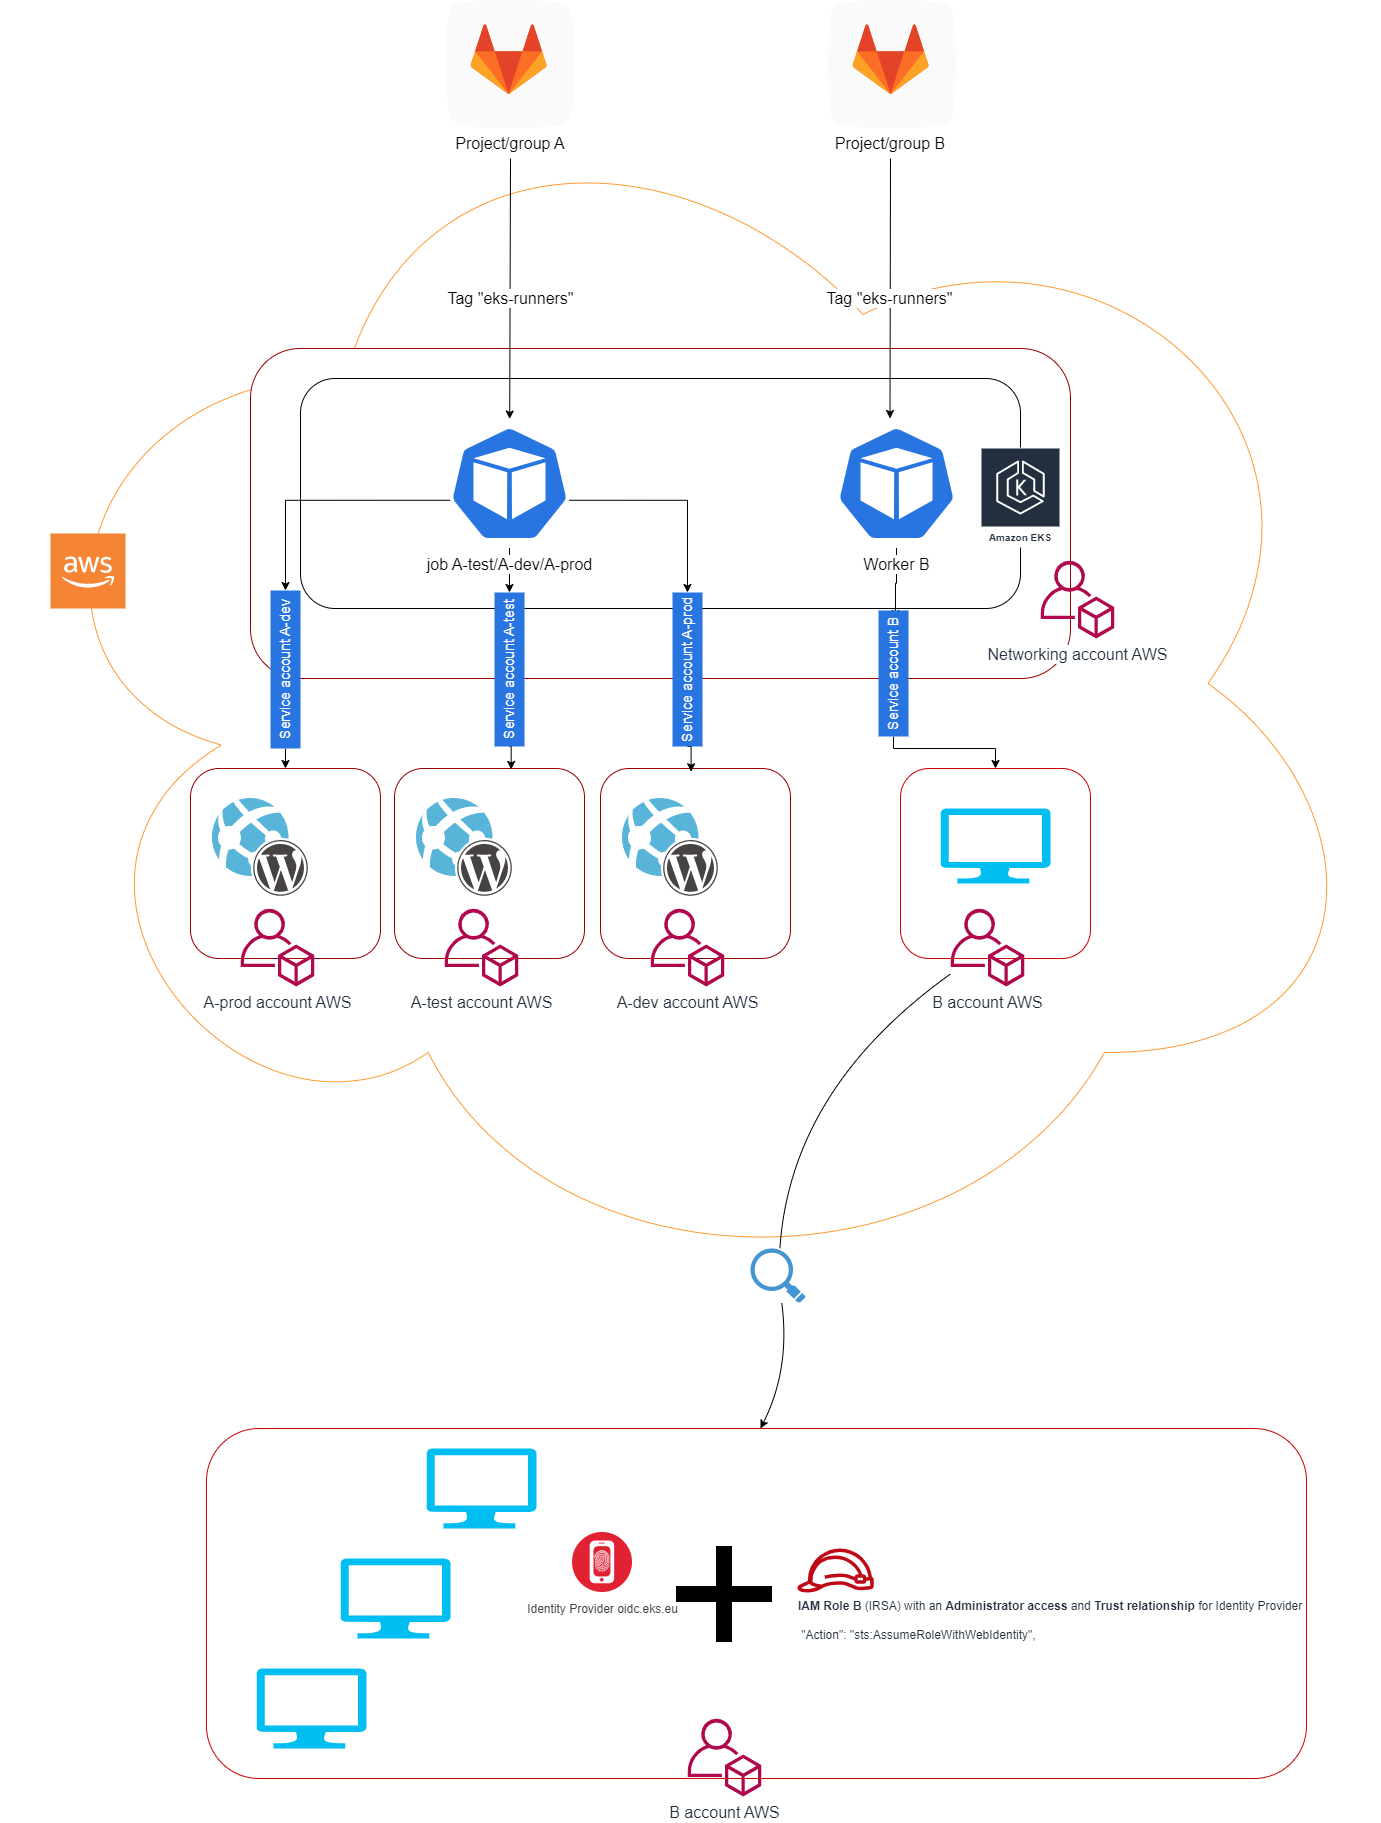 Project/group A
Project/group B
Tag "eks-runners"
Tag "eks-runners"
K
Amazon EKS
aws
job A-test/A-dev/A-prod
Worker B
Networking account AWS
Service account A-dev
Service account A-test
Service account A-prod
Service account B
W
W
W
A-prod account AWS
A-test account AWS
A-dev account AWS
B account AWS
Identity Provider oidc.eks.eu
IAM Role B (IRSA) with an Administrator access and Trust relationship for Identity Provider
"Action": "sts:AssumeRoleWithWebIdentity",
B account AWS